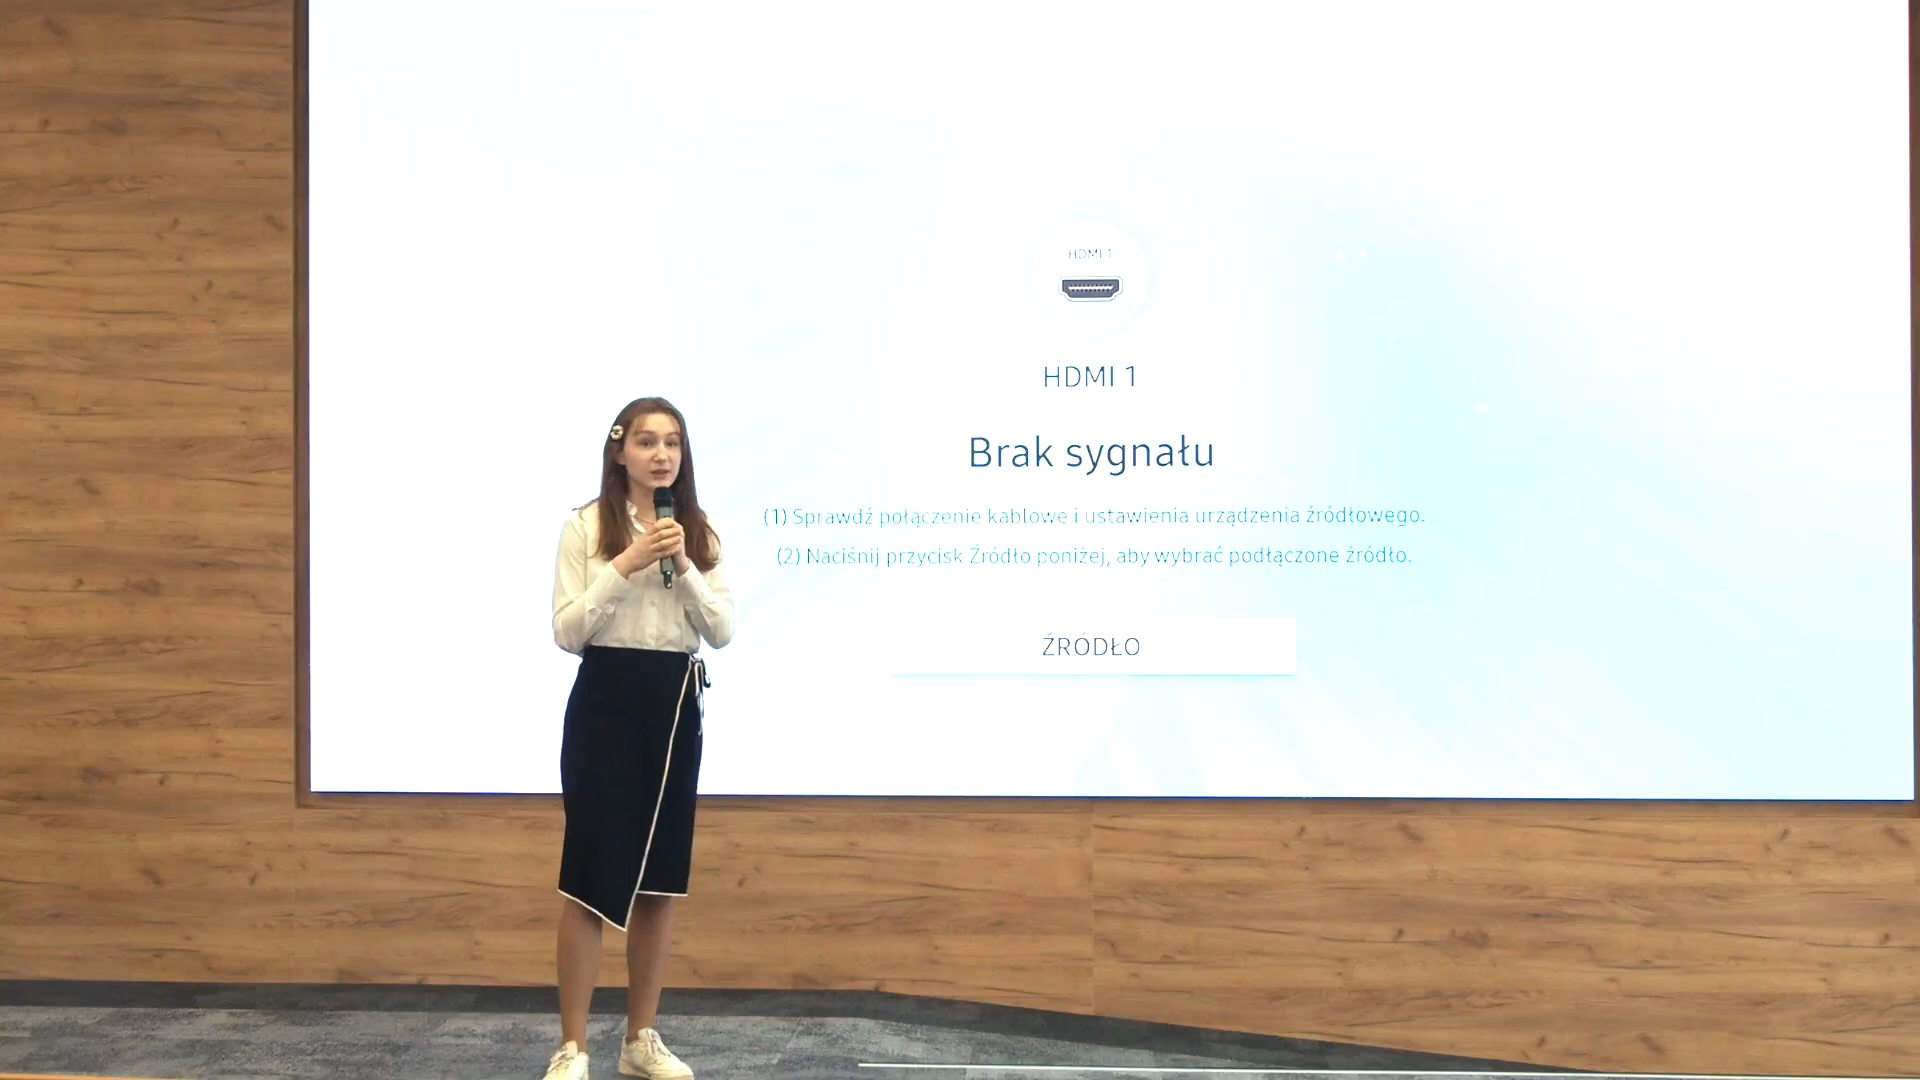 HDMI 1
HDMI 1
Brak sygnału
(1) Sprawdź połączenie kablowe i ustawienia urządzenia źródłowego.
(2) Naciśnij przycisk Źródło poniżej, aby wybrać podłączone źródło.
ŹRÓDŁO